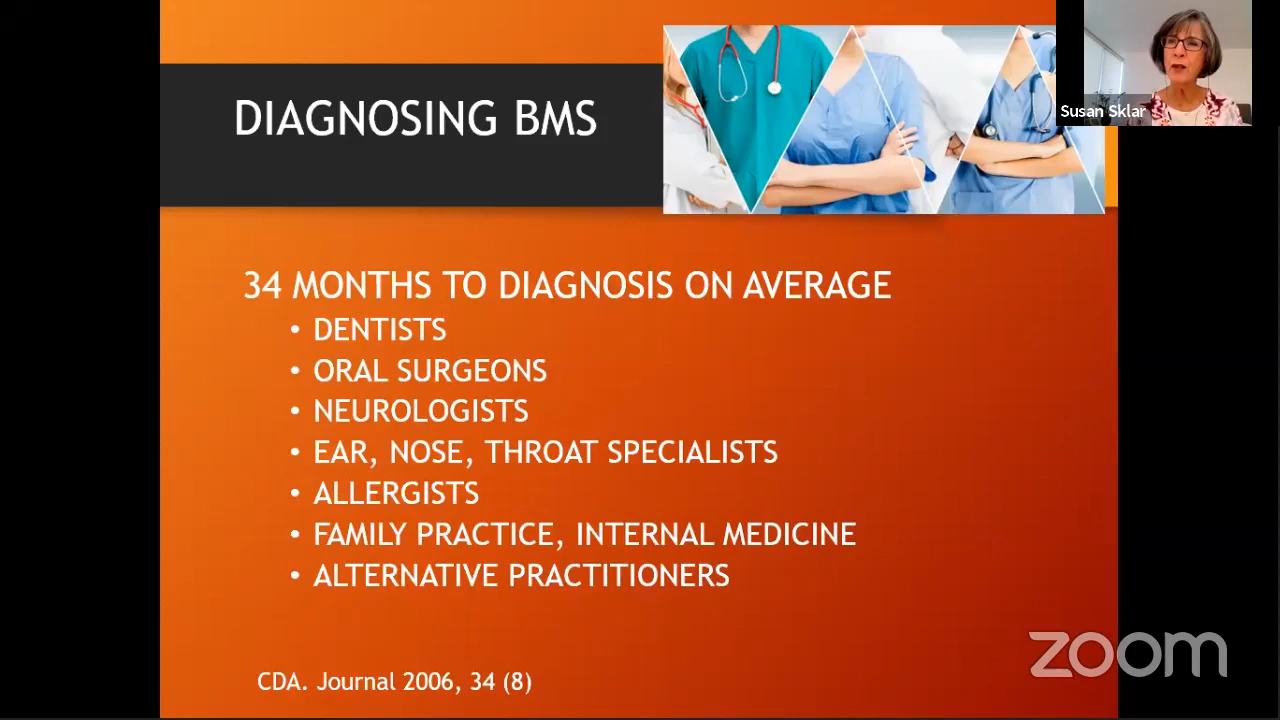 DIAGNOSING BMS
Susan Sklar
34 MONTHS TO DIAGNOSIS ON AVERAGE
• DENTISTS
• ORAL SURGEONS
• NEUROLOGISTS
• EAR, NOSE, THROAT SPECIALISTS
• ALLERGISTS
• FAMILY PRACTICE, INTERNAL MEDICINE
• ALTERNATIVE PRACTITIONERS
CDA. Journal 2006, 34 (8)
zoom